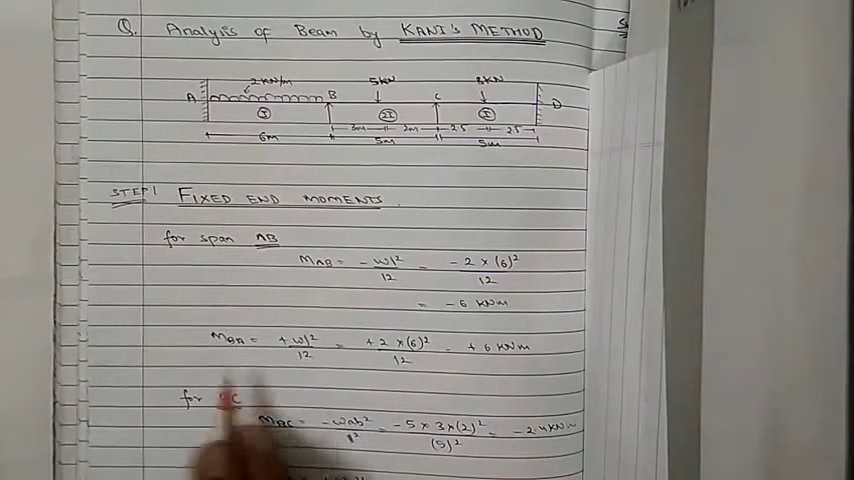 Q. Analysis of Beam by KANI'S METHOD
2 kN/m 5KN 8KN
A B C D
I 2I I
3m 2m 2.5 2.5
6m 5m 5m
STEP 1 FIXED END MOMENTS
for span AB
MAB = - wl² / 12 = - 2 × (6)² / 12
= - 6 KNm
MBA = + wl² / 12 = + 2 × (6)² / 12 = + 6 KNm
for
MBC = - wab² / l² = - 5 × 3 × (2)² / (5)² = - 2.4 KNm